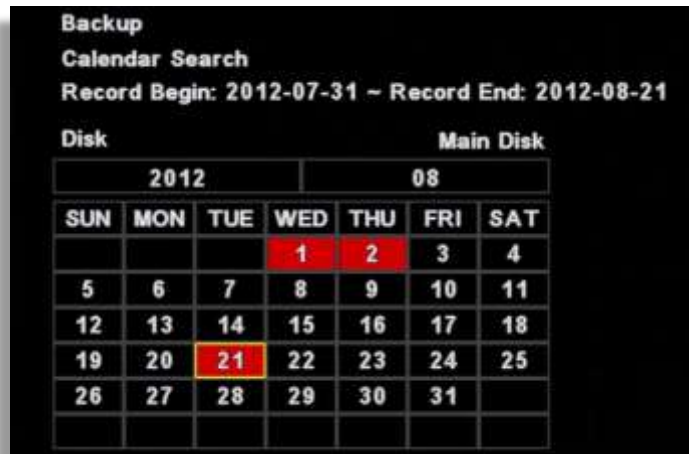 Backup
Calendar Search
Record Begin: 2012-07-31 ~ Record End: 2012-08-21
Disk Main Disk
2012 08
SUN MON TUE WED THU FRI SAT
1 2 3 4
5 6 7 8 9 10 11
12 13 14 15 16 17 18
19 20 21 22 23 24 25
26 27 28 29 30 31